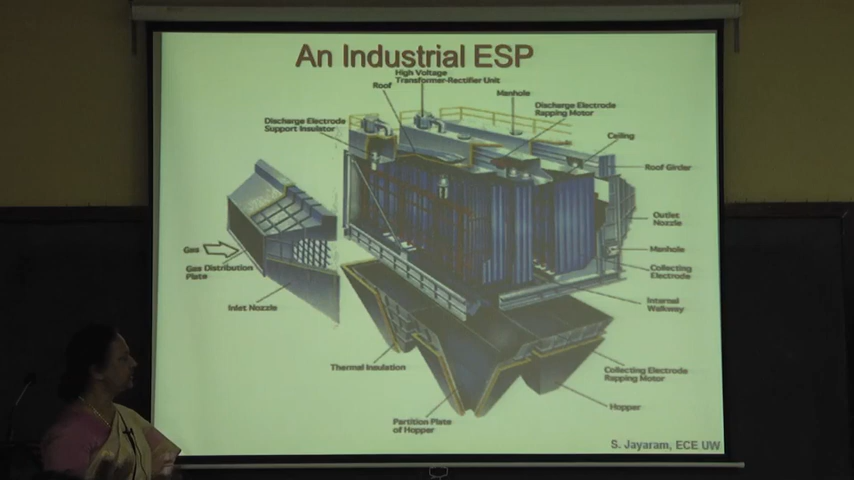 An Industrial ESP
High Voltage
Transformer-Rectifier Unit
Roof
Manhole
Discharge Electrode
Rapping Motor
Discharge Electrode
Support Insulator
Ceiling
Roof Girder
Outlet
Nozzle
Manhole
Collecting
Electrode
Internal
Walkway
Gas
Gas Distribution
Plate
Inlet Nozzle
Thermal Insulation
Collecting Electrode
Rapping Motor
Hopper
Partition Plate
of Hopper
S. Jayaram, ECE UW